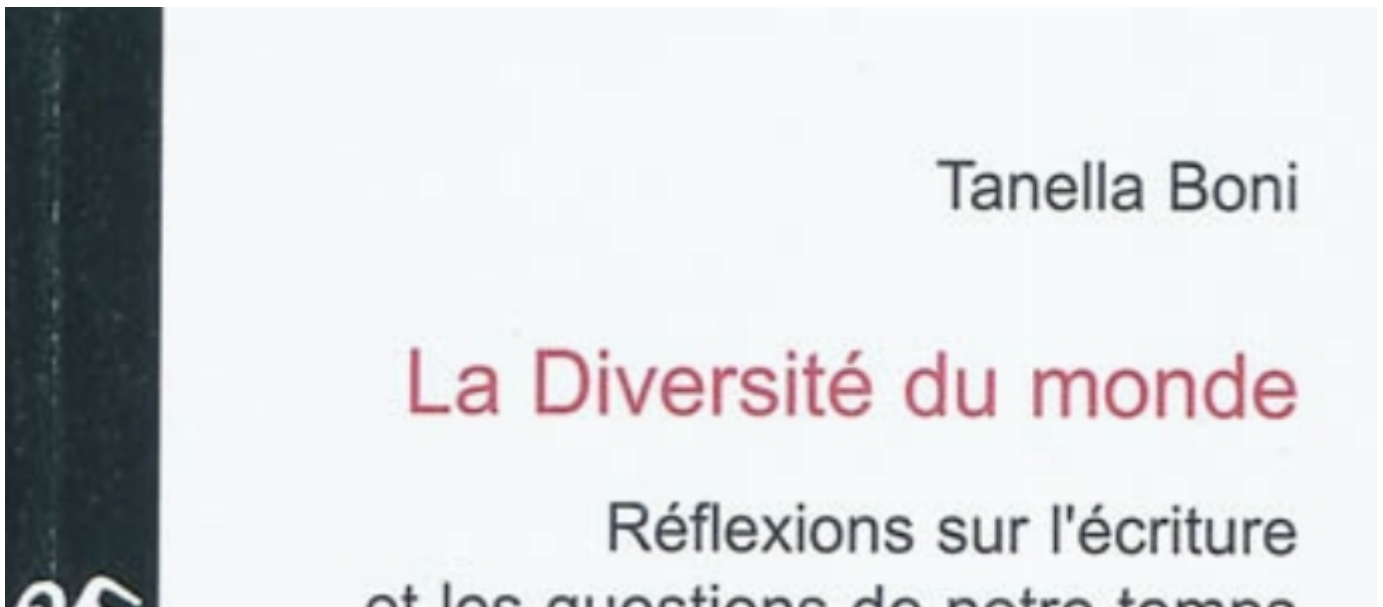 Tanella Boni
La Diversité du monde
Réflexions sur l'écriture
et les questions de notre temps